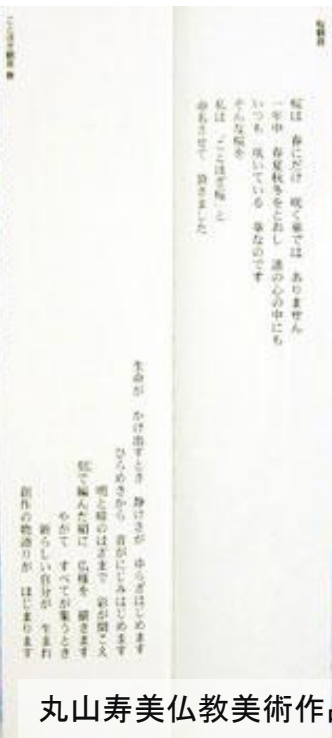 桜は 春にだけ 咲く華では ありません
一年中 春夏秋冬をとおし 誰の心の中にも
いつも 咲いている 華なのです
そんな桜を
私は 「ことほぎ桜」と
命名させて 頂きました
生命が かけ出すとき 静けさが ゆらぎはじめます
ひらめきから 音がにじみはじめます
明と暗のはざまで 彩が聞こえ
虹で編んだ絹に 仏様を 描きます
やがて すべてが集うとき
新らしい自分が 生まれ
創作の物語りが はじまります
丸山寿美仏教美術作品